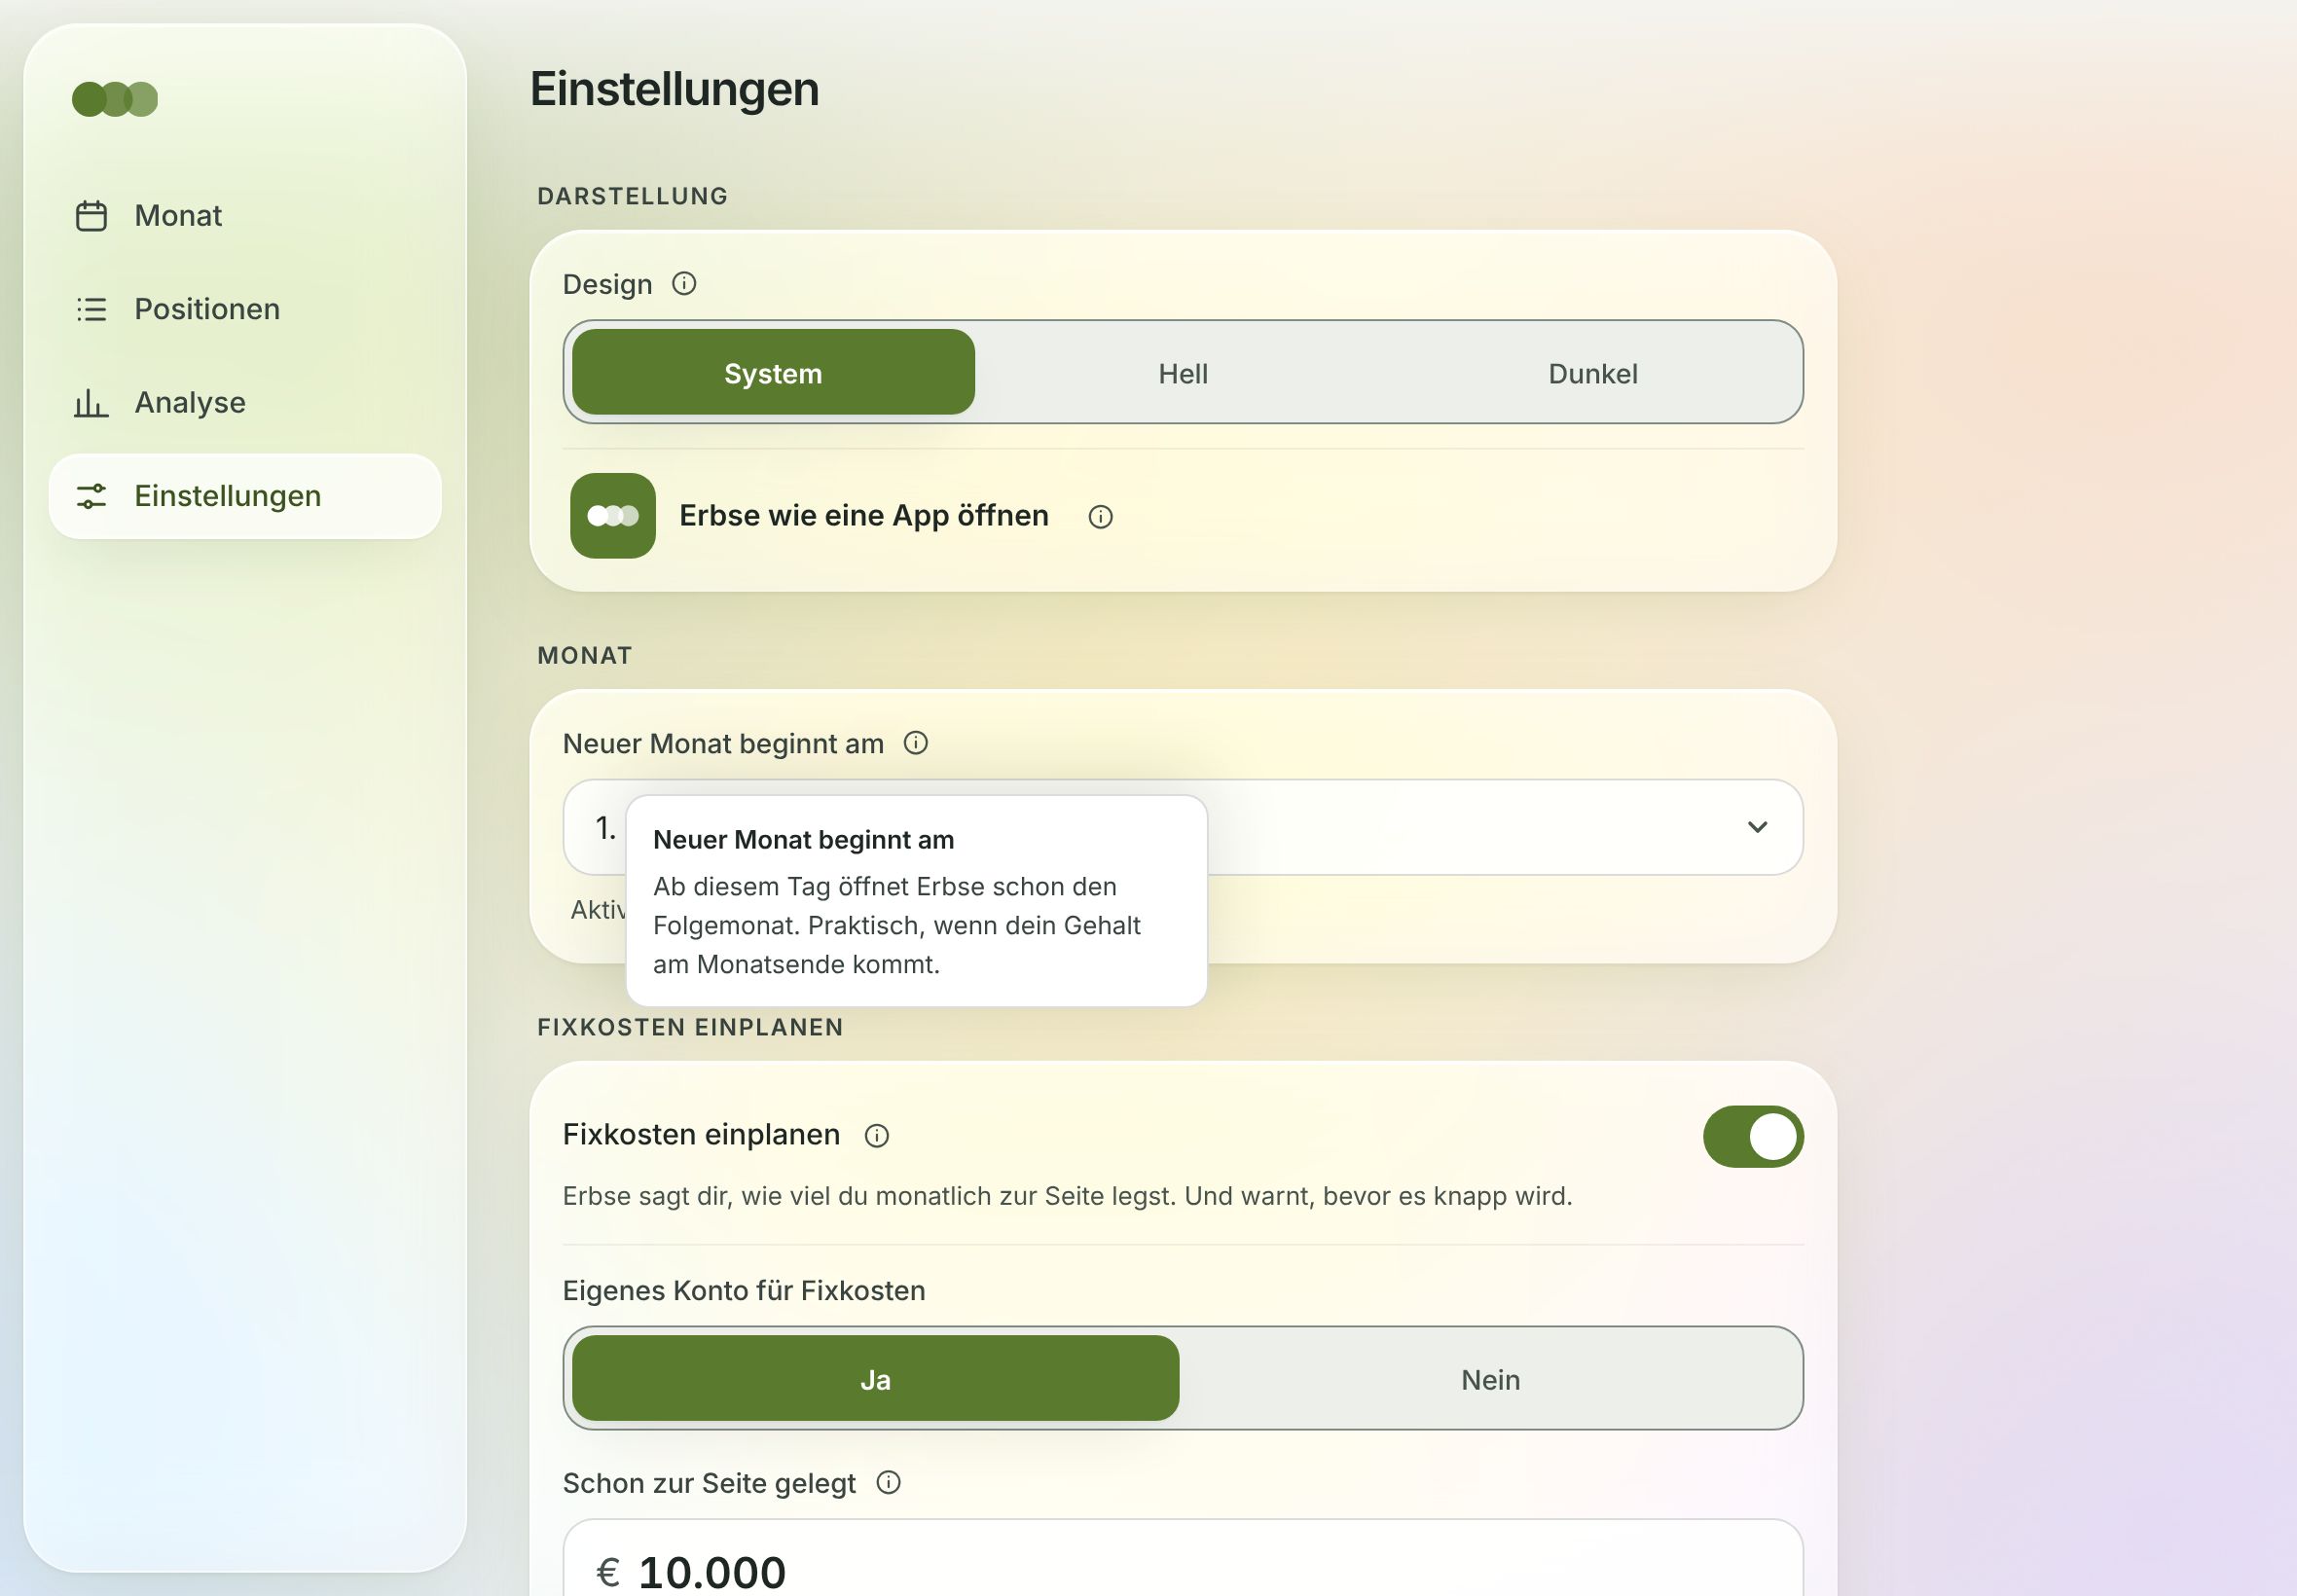 Einstellungen
Monat
Positionen
Analyse
Einstellungen
DARSTELLUNG
Design
System Hell Dunkel
Erbse wie eine App öffnen
MONAT
Neuer Monat beginnt am
1.
Neuer Monat beginnt am
Ab diesem Tag öffnet Erbse schon den
Folgemonat. Praktisch, wenn dein Gehalt
am Monatsende kommt.
FIXKOSTEN EINPLANEN
Fixkosten einplanen
Erbse sagt dir, wie viel du monatlich zur Seite legst. Und warnt, bevor es knapp wird.
Eigenes Konto für Fixkosten
Ja Nein
Schon zur Seite gelegt
€ 10.000